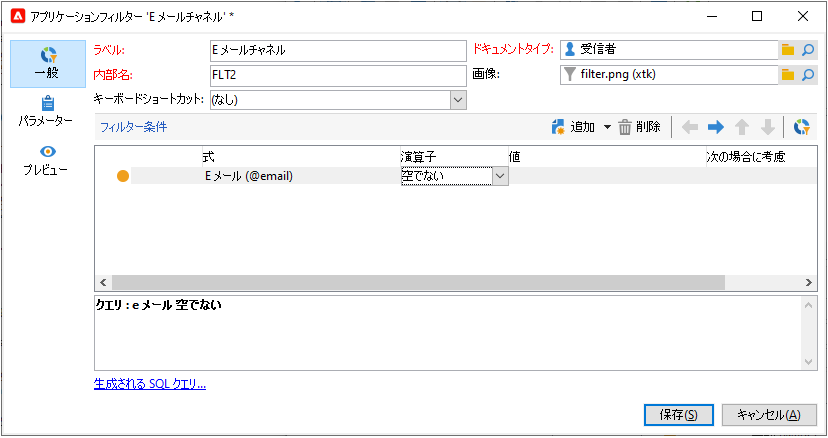 アプリケーションフィルター 'E メールチャネル' *
一般
パラメーター
プレビュー
ラベル: E メールチャネル ドキュメントタイプ: 受信者
内部名: FLT2 画像: filter.png (xtk)
キーボードショートカット: (なし)
フィルター条件 追加 削除
式 演算子 値 次の場合に考慮
E メール (@email) 空でない
クエリ : e メール 空でない
生成される SQL クエリ...
保存(S) キャンセル(A)